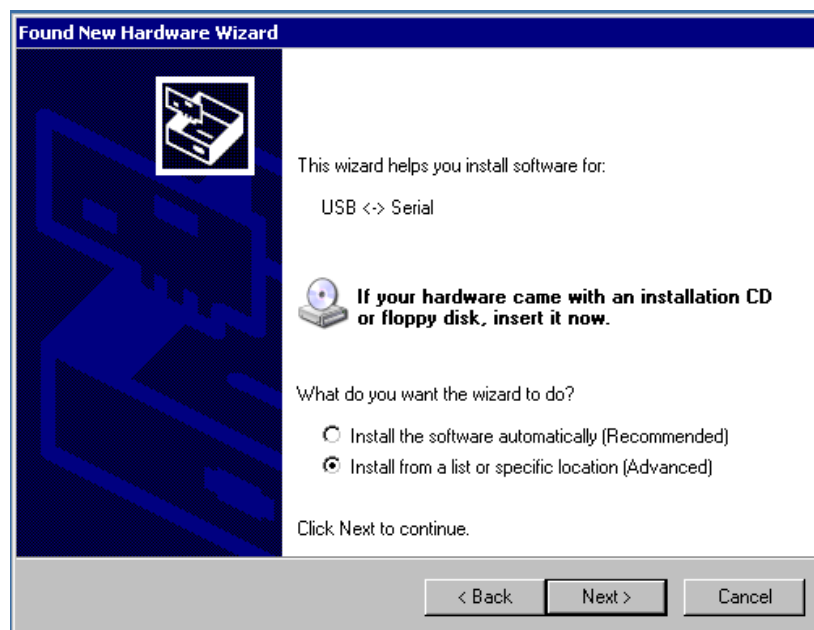 Found New Hardware Wizard
This wizard helps you install software for:
USB <-> Serial
If your hardware came with an installation CD
or floppy disk, insert it now.
What do you want the wizard to do?
Install the software automatically (Recommended)
Install from a list or specific location (Advanced)
Click Next to continue.
< Back
Next >
Cancel